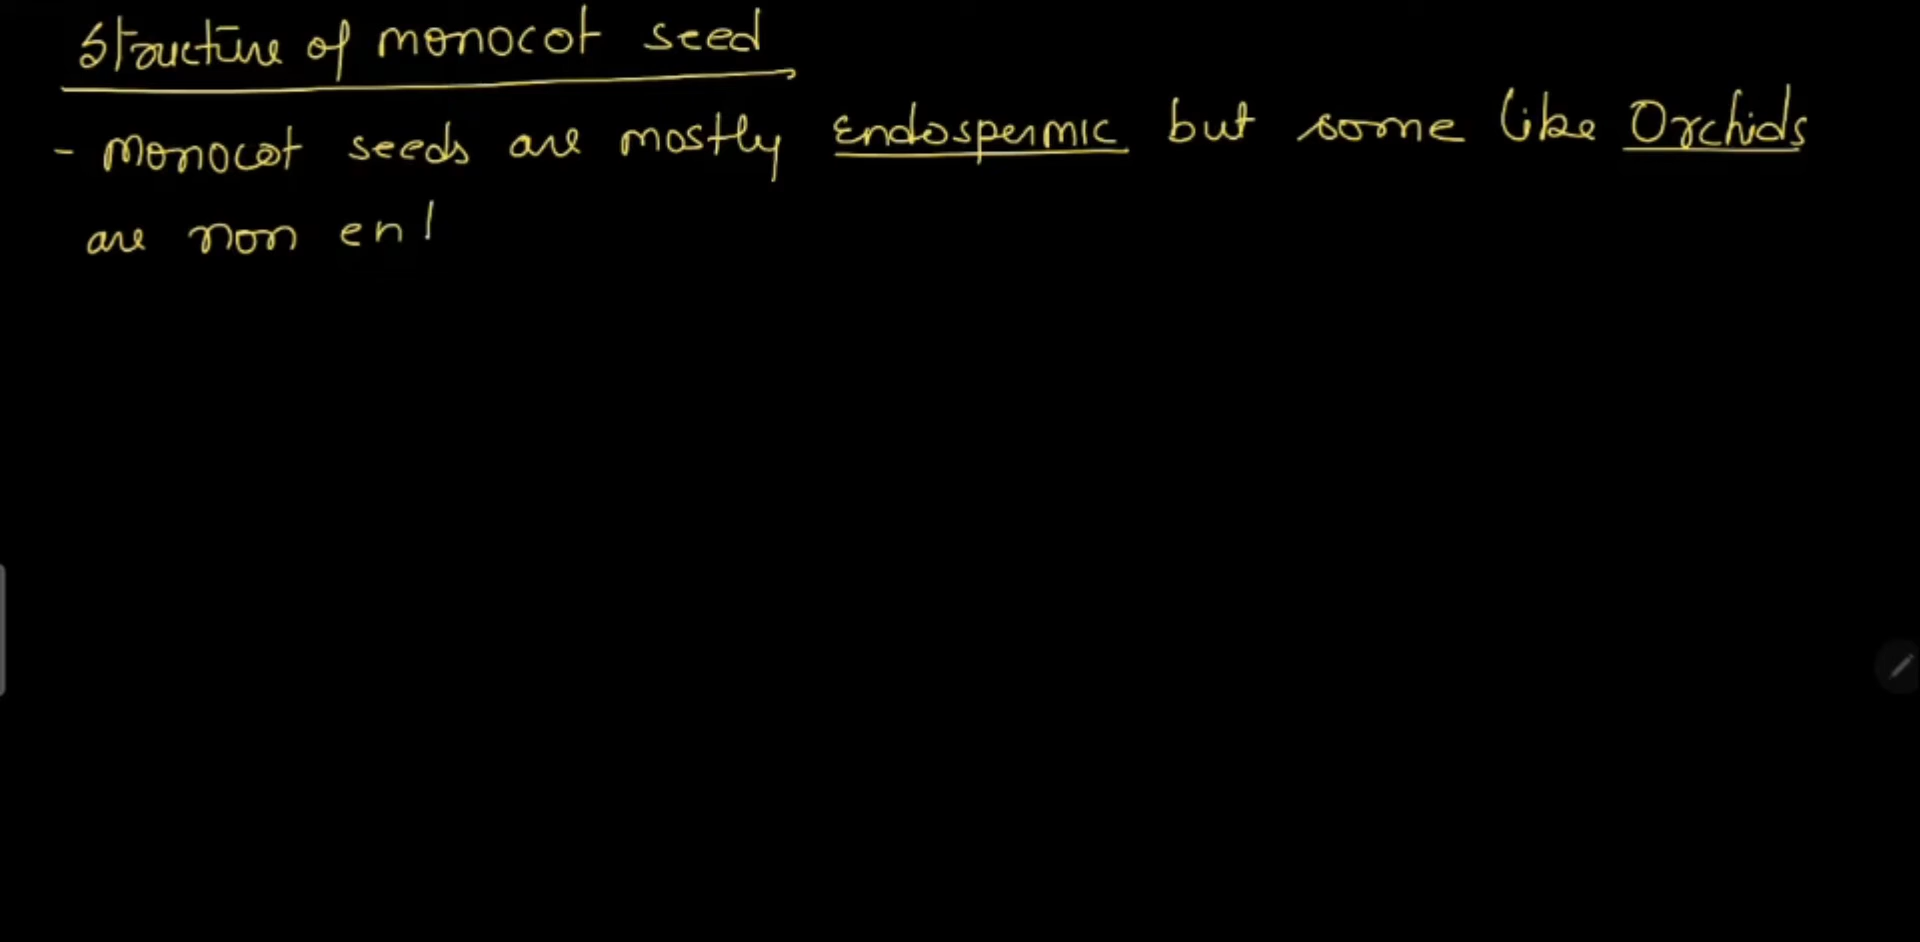 Structure of monocot seed
- Monocot seeds are mostly Endospermic but some like Orchids
are non en